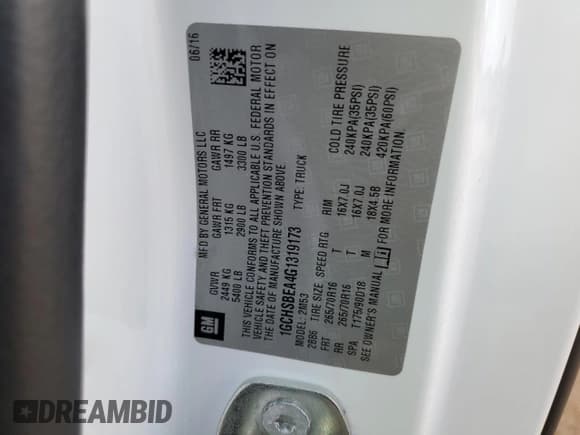 06/16
MFD BY GENERAL MOTORS LLC
GVWR GAWR FRT GAWR RR
2449 KG 1315 KG 1497 KG
5400 LB 2900 LB 3300 LB
GM
THIS VEHICLE CONFORMS TO ALL APPLICABLE U.S. FEDERAL MOTOR
VEHICLE SAFETY AND THEFT PREVENTION STANDARDS IN EFFECT ON
THE DATE OF MANUFACTURE SHOWN ABOVE.
1GCHSBEA4G1319173 TYPE: TRUCK
MODEL: 2M53
2886 TIRE SIZE SPEED RTG RIM COLD TIRE PRESSURE
FRT 265/70R16 T 16X7.0J 240KPA(35PSI)
RR 265/70R16 T 16X7.0J 240KPA(35PSI)
SPA T175/90D18 M 18X4.5B 420KPA(60PSI)
SEE OWNER'S MANUAL FOR MORE INFORMATION.
DREAMBID